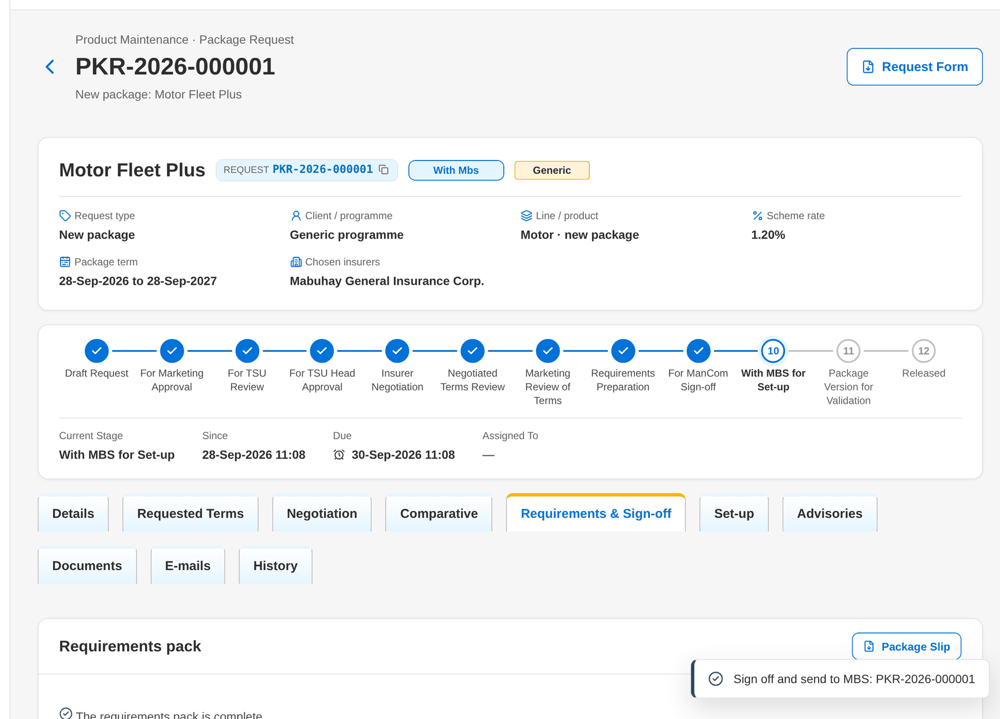 Product Maintenance · Package Request
PKR-2026-000001
New package: Motor Fleet Plus
Request Form
Motor Fleet Plus
REQUEST PKR-2026-000001
With Mbs
Generic
Request type
New package
Client / programme
Generic programme
Line / product
Motor · new package
Scheme rate
1.20%
Package term
28-Sep-2026 to 28-Sep-2027
Chosen insurers
Mabuhay General Insurance Corp.
Draft Request
For Marketing
Approval
For TSU
Review
For TSU Head
Approval
Insurer
Negotiation
Negotiated
Terms Review
Marketing
Review of
Terms
Requirements
Preparation
For ManCom
Sign-off
10
With MBS for
Set-up
11
Package
Version for
Validation
12
Released
Current Stage
With MBS for Set-up
Since
28-Sep-2026 11:08
Due
30-Sep-2026 11:08
Assigned To
—
Details
Requested Terms
Negotiation
Comparative
Requirements & Sign-off
Set-up
Advisories
Documents
E-mails
History
Requirements pack
Package Slip
Sign off and send to MBS: PKR-2026-000001
The requirements pack is complete